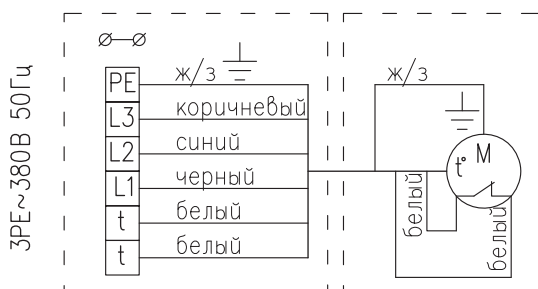 3PE~380В 50Гц
PE ж/з
L3 коричневый
L2 синий
L1 черный
t белый
t белый
ж/з
t° M
белый
белый